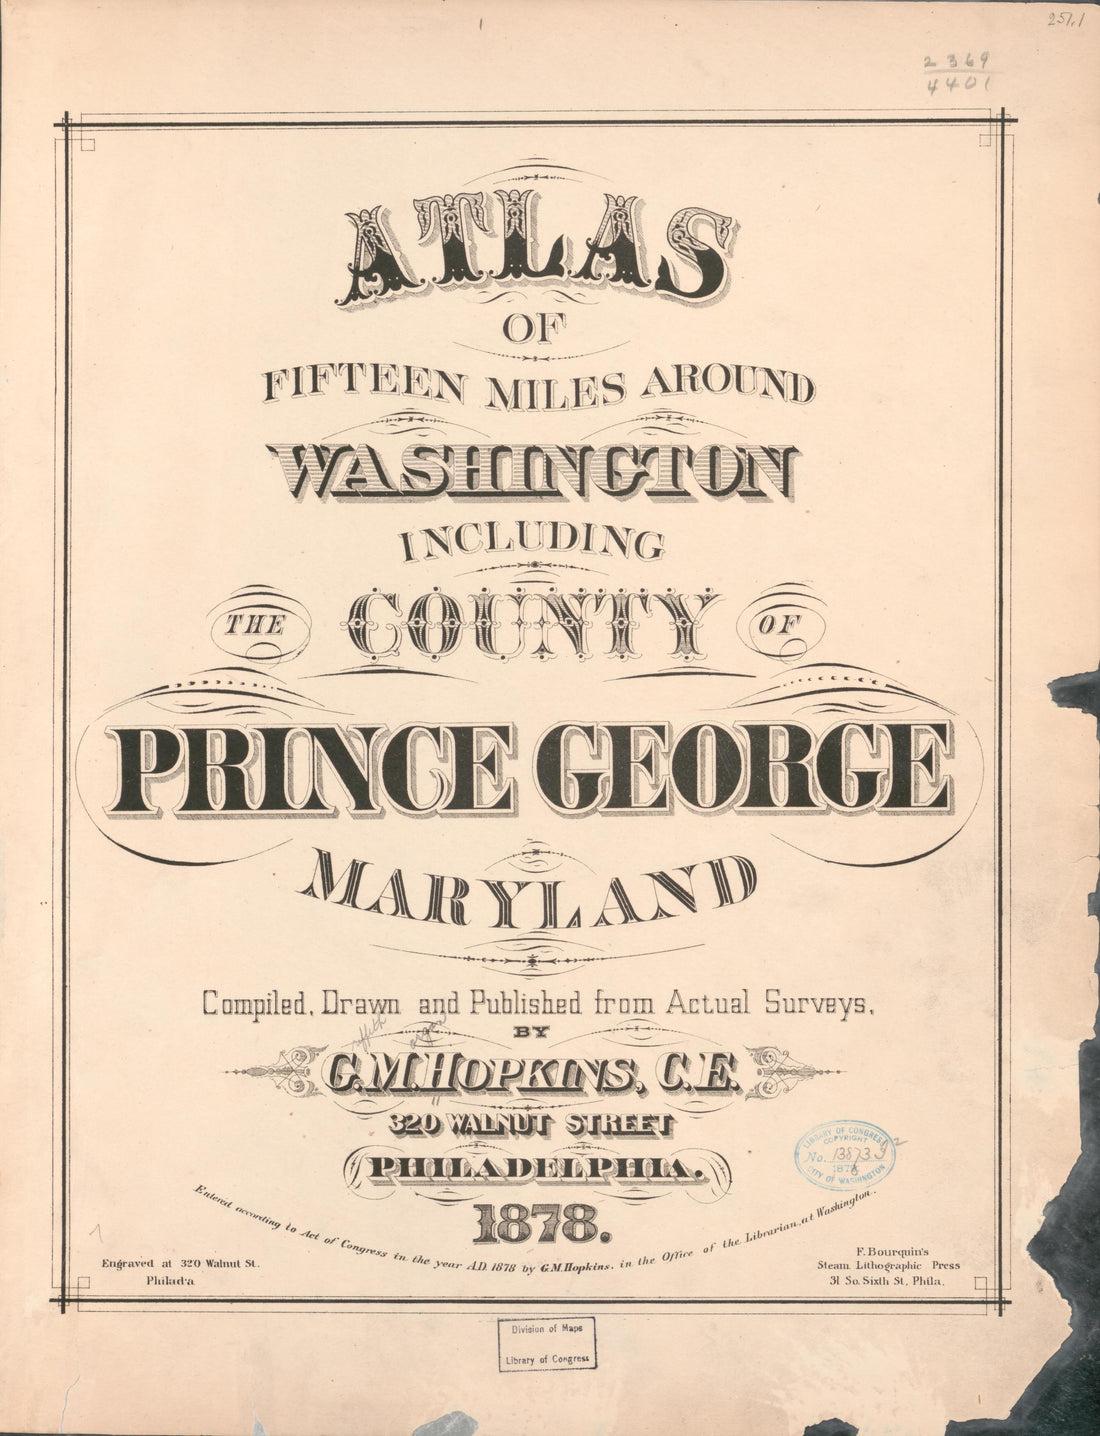 251.1
2369
4401
ATLAS
OF
FIFTEEN MILES AROUND
WASHINGTON
INCLUDING
THE COUNTY OF
PRINCE GEORGE
MARYLAND
Compiled, Drawn and Published from Actual Surveys,
BY
G.M. HOPKINS, C.E.
320 WALNUT STREET
PHILADELPHIA.
1878.
LIBRARY OF CONGRESS
COPYRIGHT
No.
CITY OF WASHINGTON
Entered according to Act of Congress in the year A.D. 1878 by G.M. Hopkins. in the Office of the Librarian. at Washington.
Engraved at 320 Walnut St.
Philad'a
F. Bourquin's
Steam Lithographic Press
31 So. Sixth St, Phila.
Division of Maps
Library of Congress